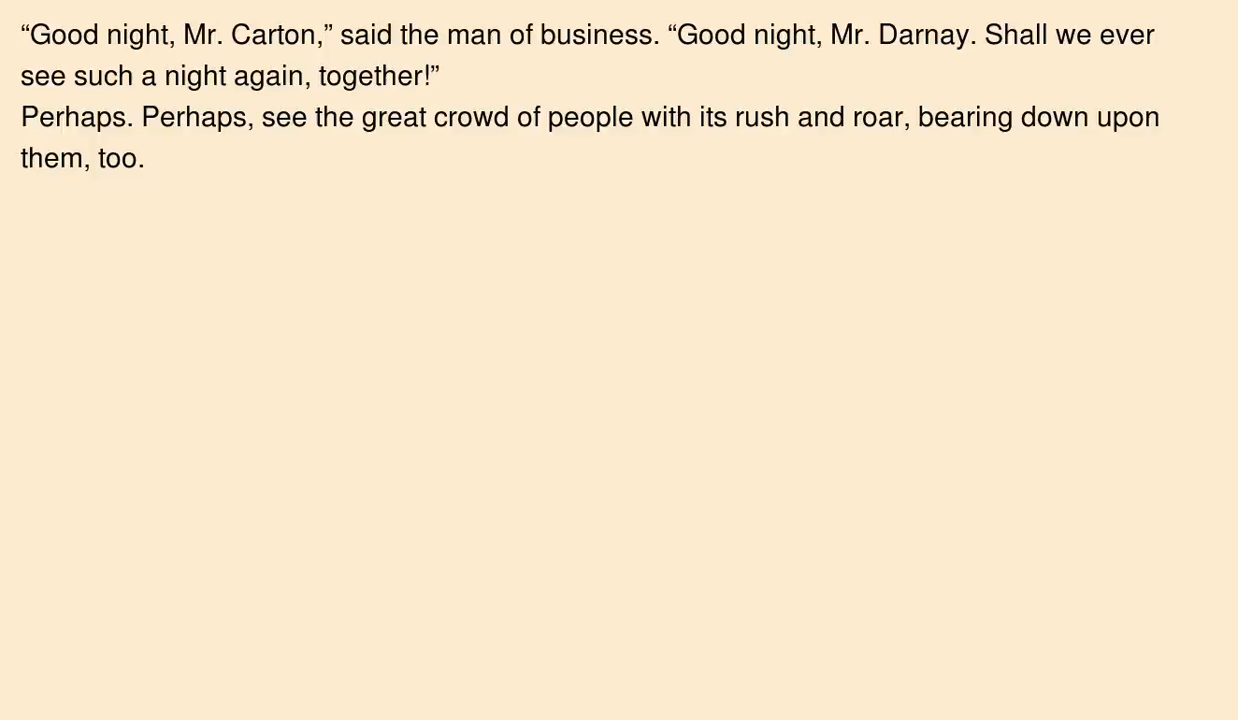 “Good night, Mr. Carton,” said the man of business. “Good night, Mr. Darnay. Shall we ever
see such a night again, together!”
Perhaps. Perhaps, see the great crowd of people with its rush and roar, bearing down upon
them, too.